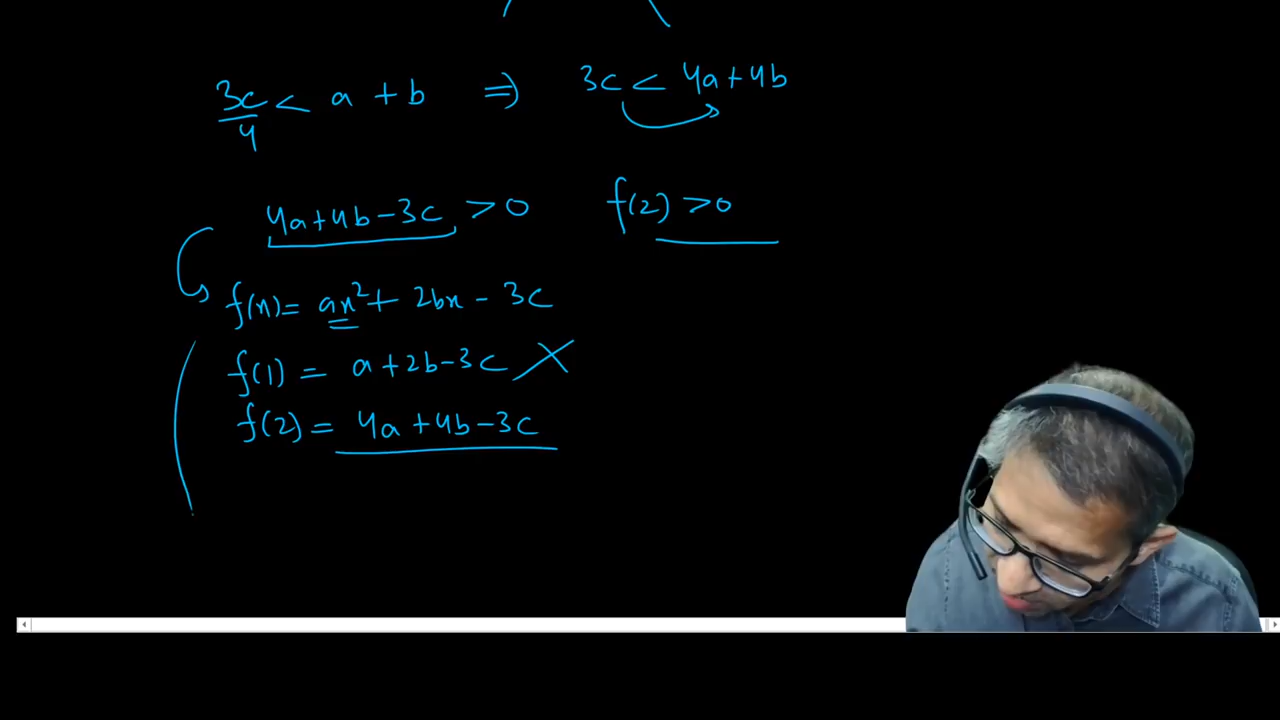 3c/4 < a + b ⇒ 3c < 4a + 4b
4a + 4b − 3c > 0 f(2) > 0
f(x) = ax² + 2bx − 3c
f(1) = a + 2b − 3c ✗
f(2) = 4a + 4b − 3c